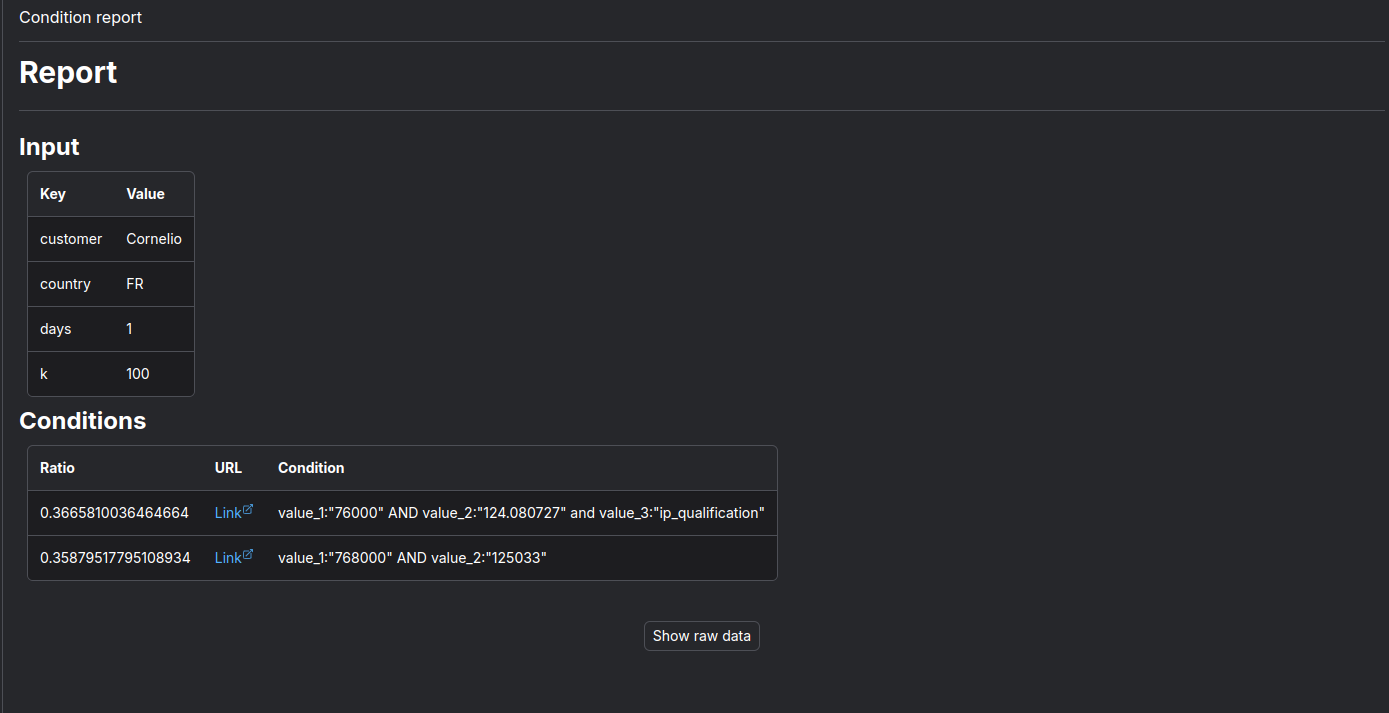 Condition report
Report
Input
Key Value
customer Cornelio
country FR
days 1
k 100
Conditions
Ratio URL Condition
0.3665810036464664 Link value_1:"76000" AND value_2:"124.080727" and value_3:"ip_qualification"
0.35879517795108934 Link value_1:"768000" AND value_2:"125033"
Show raw data